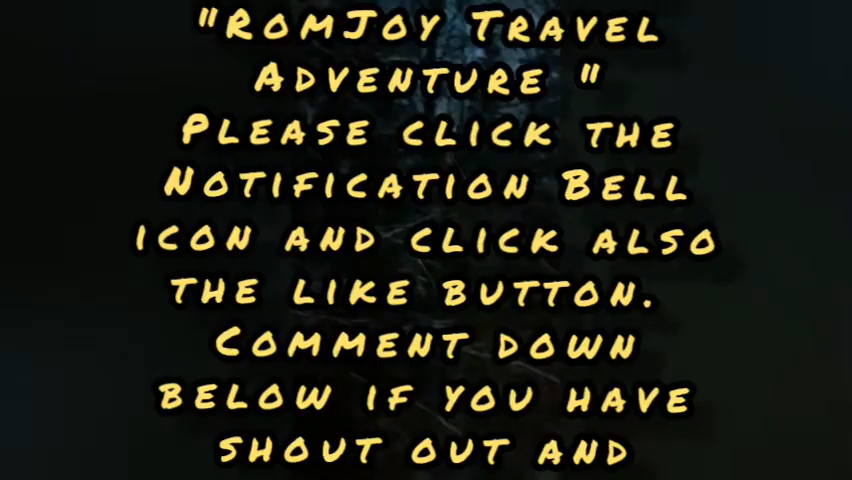 "RomJoy Travel
Adventure "
Please click the
Notification Bell
icon and click also
the like button.
Comment down
below if you have
shout out and